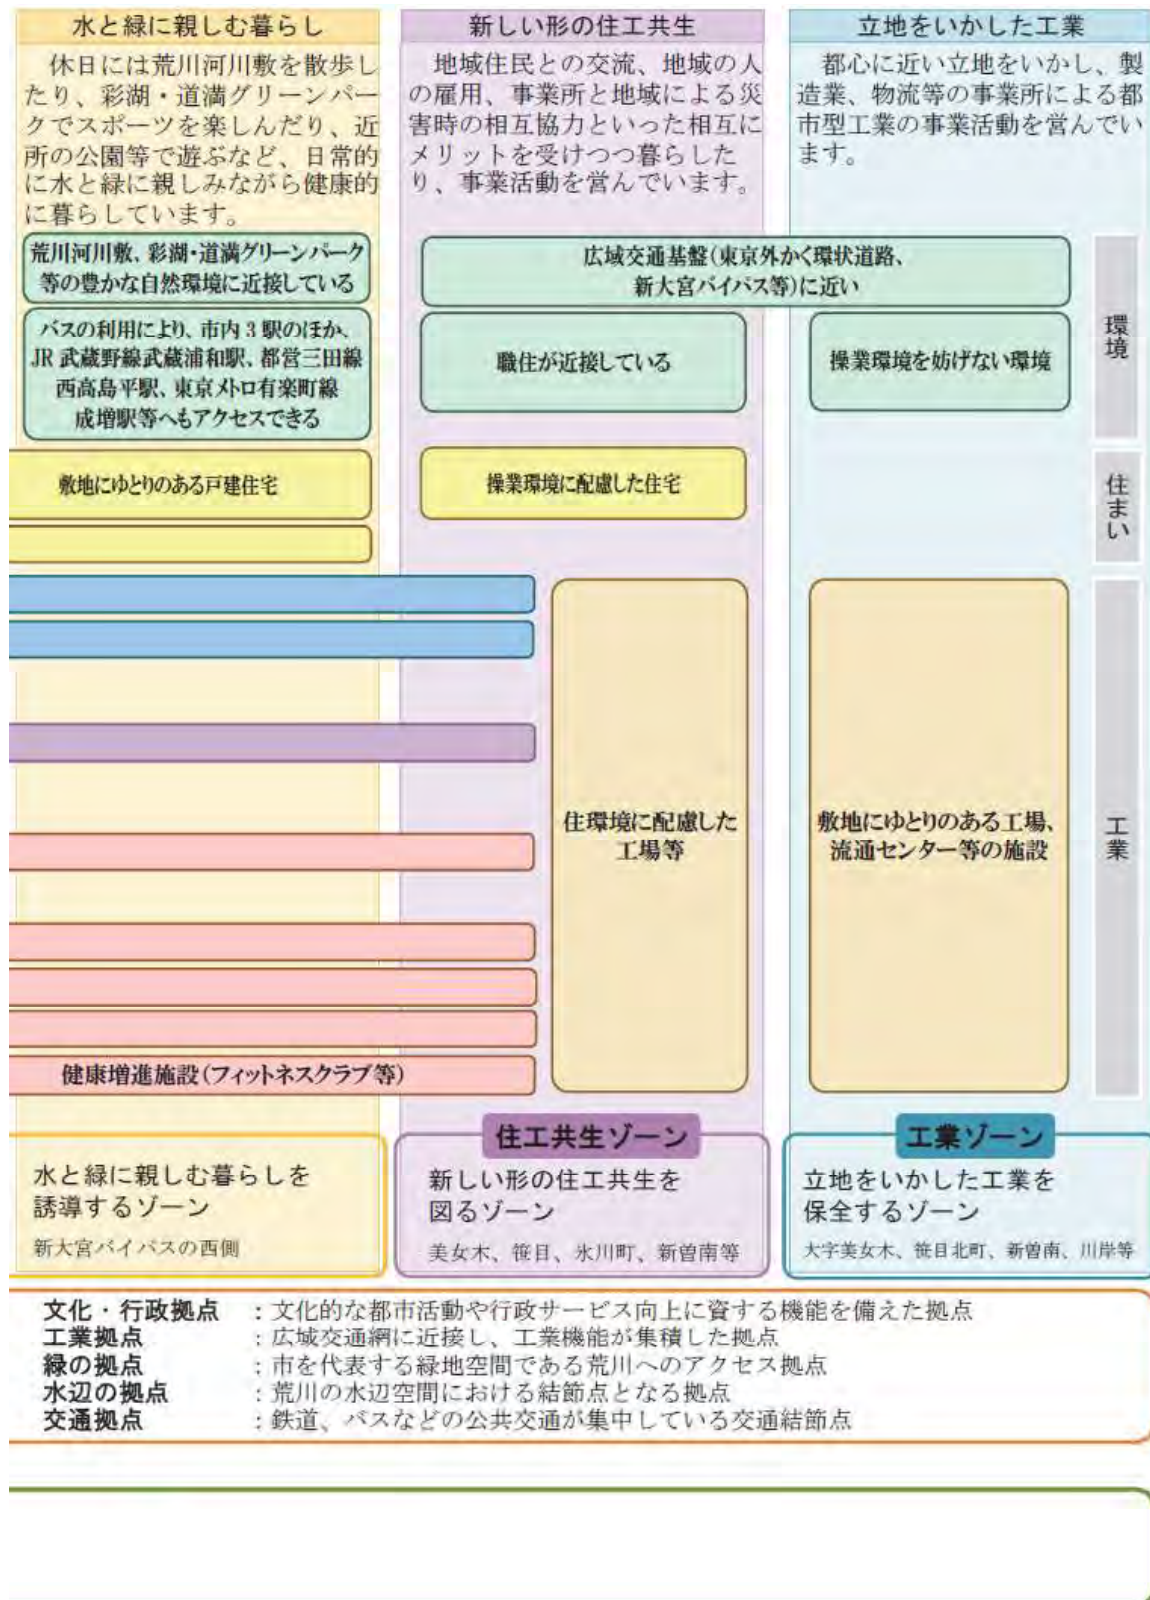 水と緑に親しむ暮らし
休日には荒川河川敷を散歩し
たり、彩湖・道満グリーンパー
クでスポーツを楽しんだり、近
所の公園等で遊ぶなど、日常的
に水と緑に親しみながら健康的
に暮らしています。
新しい形の住工共生
地域住民との交流、地域の人
の雇用、事業所と地域による災
害時の相互協力といった相互に
メリットを受けつつ暮らした
り、事業活動を営んでいます。
立地をいかした工業
都心に近い立地をいかし、製
造業、物流等の事業所による都
市型工業の事業活動を営んでい
ます。
荒川河川敷、彩湖・道満グリーンパーク
等の豊かな自然環境に近接している
広域交通基盤(東京外かく環状道路、
新大宮バイパス等)に近い
環境
バスの利用により、市内3駅のほか、
JR武蔵野線武蔵浦和駅、都営三田線
西高島平駅、東京メトロ有楽町線
成増駅等へもアクセスできる
職住が近接している
操業環境を妨げない環境
敷地にゆとりのある戸建住宅
操業環境に配慮した住宅
住まい
住環境に配慮した
工場等
敷地にゆとりのある工場、
流通センター等の施設
工業
健康増進施設(フィットネスクラブ等)
水と緑に親しむ暮らしを
誘導するゾーン
新大宮バイパスの西側
住工共生ゾーン
新しい形の住工共生を
図るゾーン
美女木、笹目、氷川町、新曽南等
工業ゾーン
立地をいかした工業を
保全するゾーン
大字美女木、笹目北町、新曽南、川岸等
文化・行政拠点　：文化的な都市活動や行政サービス向上に資する機能を備えた拠点
工業拠点　：広域交通網に近接し、工業機能が集積した拠点
緑の拠点　：市を代表する緑地空間である荒川へのアクセス拠点
水辺の拠点　：荒川の水辺空間における結節点となる拠点
交通拠点　：鉄道、バスなどの公共交通が集中している交通結節点